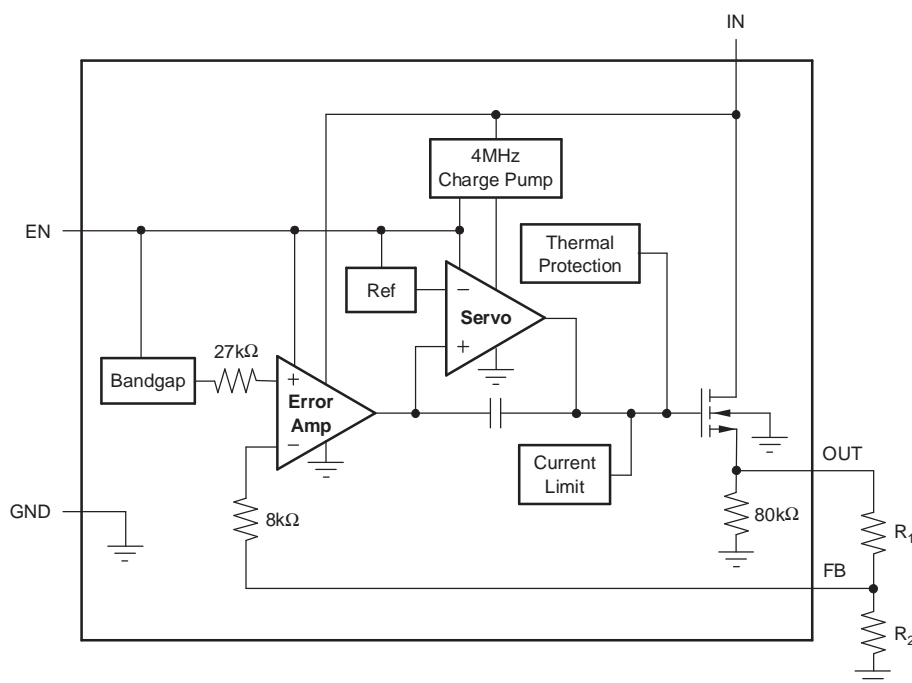 IN
4MHz
Charge Pump
EN
Thermal
Protection
Ref
−
Servo
+
27kΩ
Bandgap
+
Error
Amp
−
Current
Limit
OUT
GND
8kΩ
80kΩ
R1
FB
R2